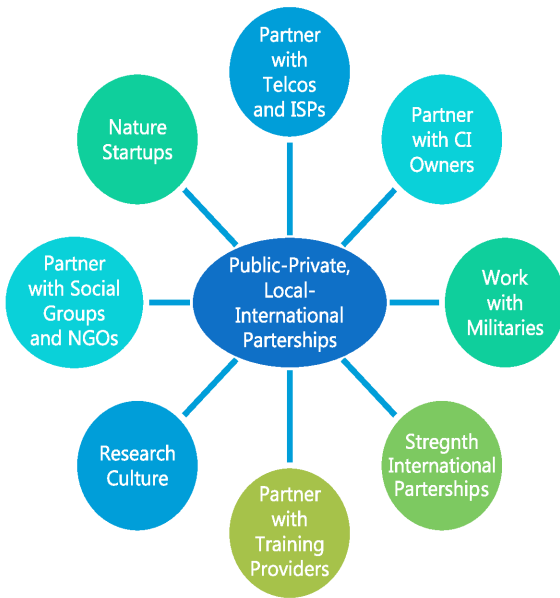 Partner
with
Telcos
and ISPs
Partner
with CI
Owners
Nature
Startups
Public-Private,
Local-
International
Parterships
Partner
with Social
Groups
and NGOs
Work
with
Militaries
Research
Culture
Stregnth
International
Parterships
Partner
with
Training
Providers